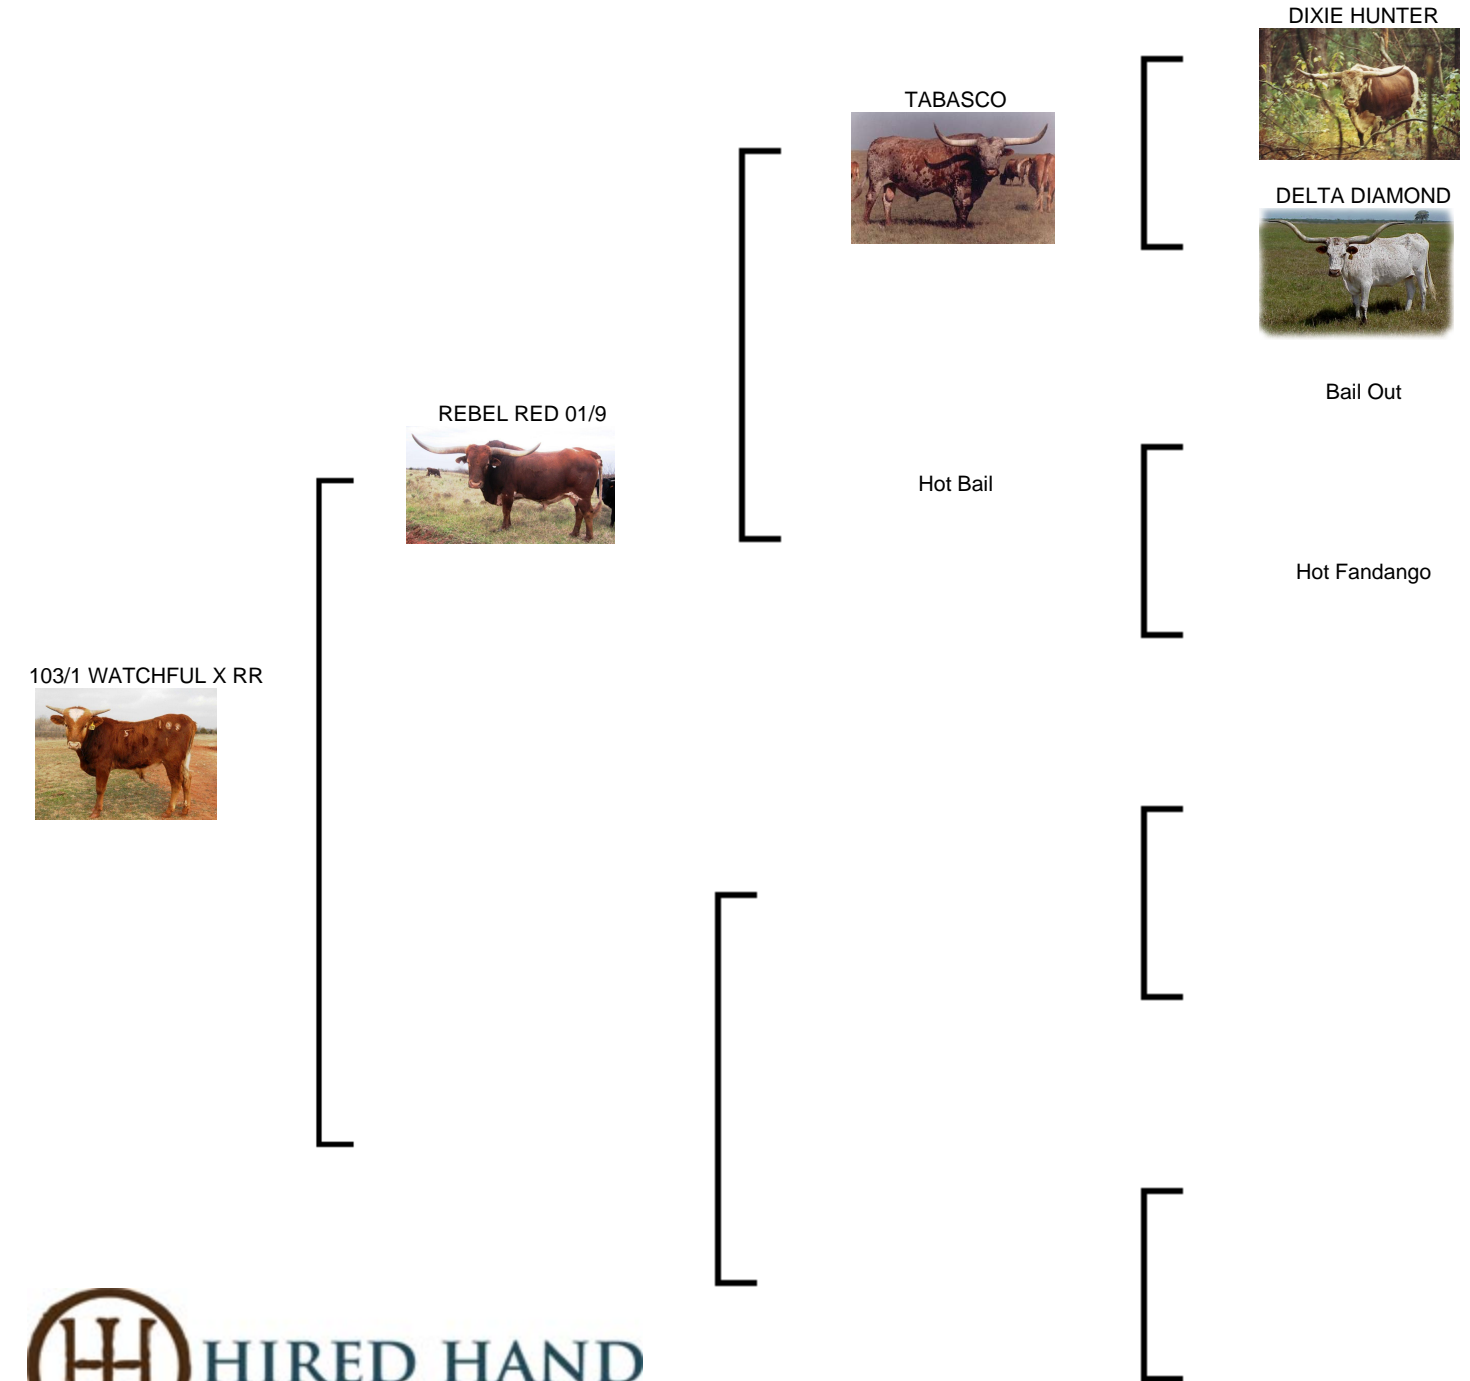 DIXIE HUNTER
TABASCO
DELTA DIAMOND
Bail Out
REBEL RED 01/9
Hot Bail
Hot Fandango
103/1 WATCHFUL X RR
HIRED HAND